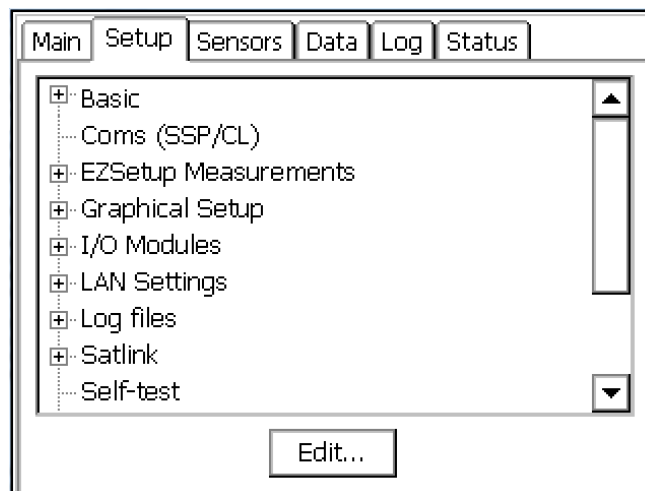 Main Setup Sensors Data Log Status
Basic
Coms (SSP/CL)
EZSetup Measurements
Graphical Setup
I/O Modules
LAN Settings
Log files
Satlink
Self-test
Edit...